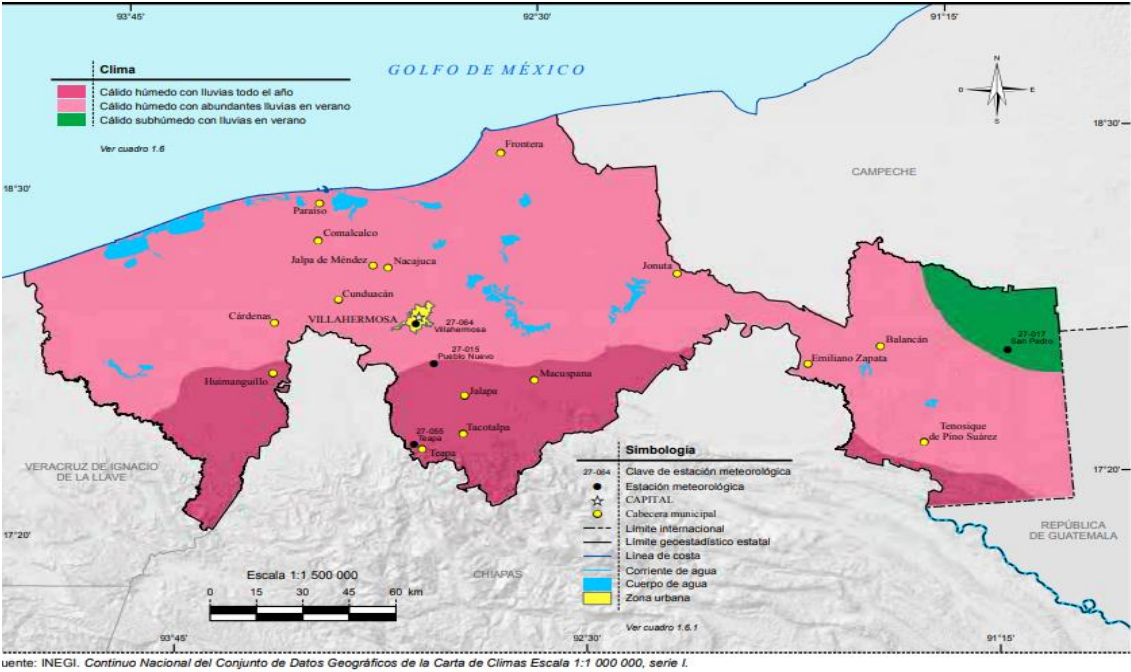 93°45'
92°30'
91°15'
Clima
Cálido húmedo con lluvias todo el año
Cálido húmedo con abundantes lluvias en verano
Cálido subhúmedo con lluvias en verano
Ver cuadro 1.6
GOLFO DE MÉXICO
N
O
E
S
18°30'
18°30'
CAMPECHE
Frontera
Paraíso
Comalcalco
Jalpa de Méndez
Nacajuca
Jonuta
Cunduacán
Cárdenas
VILLAHERMOSA
27-064
Villahermosa
27-015
Pueblo Nuevo
27-017
San Pedro
Balancán
Emiliano Zapata
Huimanguillo
Macuspana
Jalapa
Tacotalpa
27-055
Teapa
Teapa
Tenosique
de Pino Suárez
VERACRUZ DE IGNACIO
DE LA LLAVE
17°20'
17°20'
REPÚBLICA
DE GUATEMALA
CHIAPAS
Simbología
27-064 Clave de estación meteorológica
Estación meteorológica
CAPITAL
Cabecera municipal
Límite internacional
Límite geoestadístico estatal
Línea de costa
Corriente de agua
Cuerpo de agua
Zona urbana
Ver cuadro 1.6.1
Escala 1:1 500 000
0 15 30 45 60 km
93°45'
92°30'
91°15'
uente: INEGI. Continuo Nacional del Conjunto de Datos Geográficos de la Carta de Climas Escala 1:1 000 000, serie I.